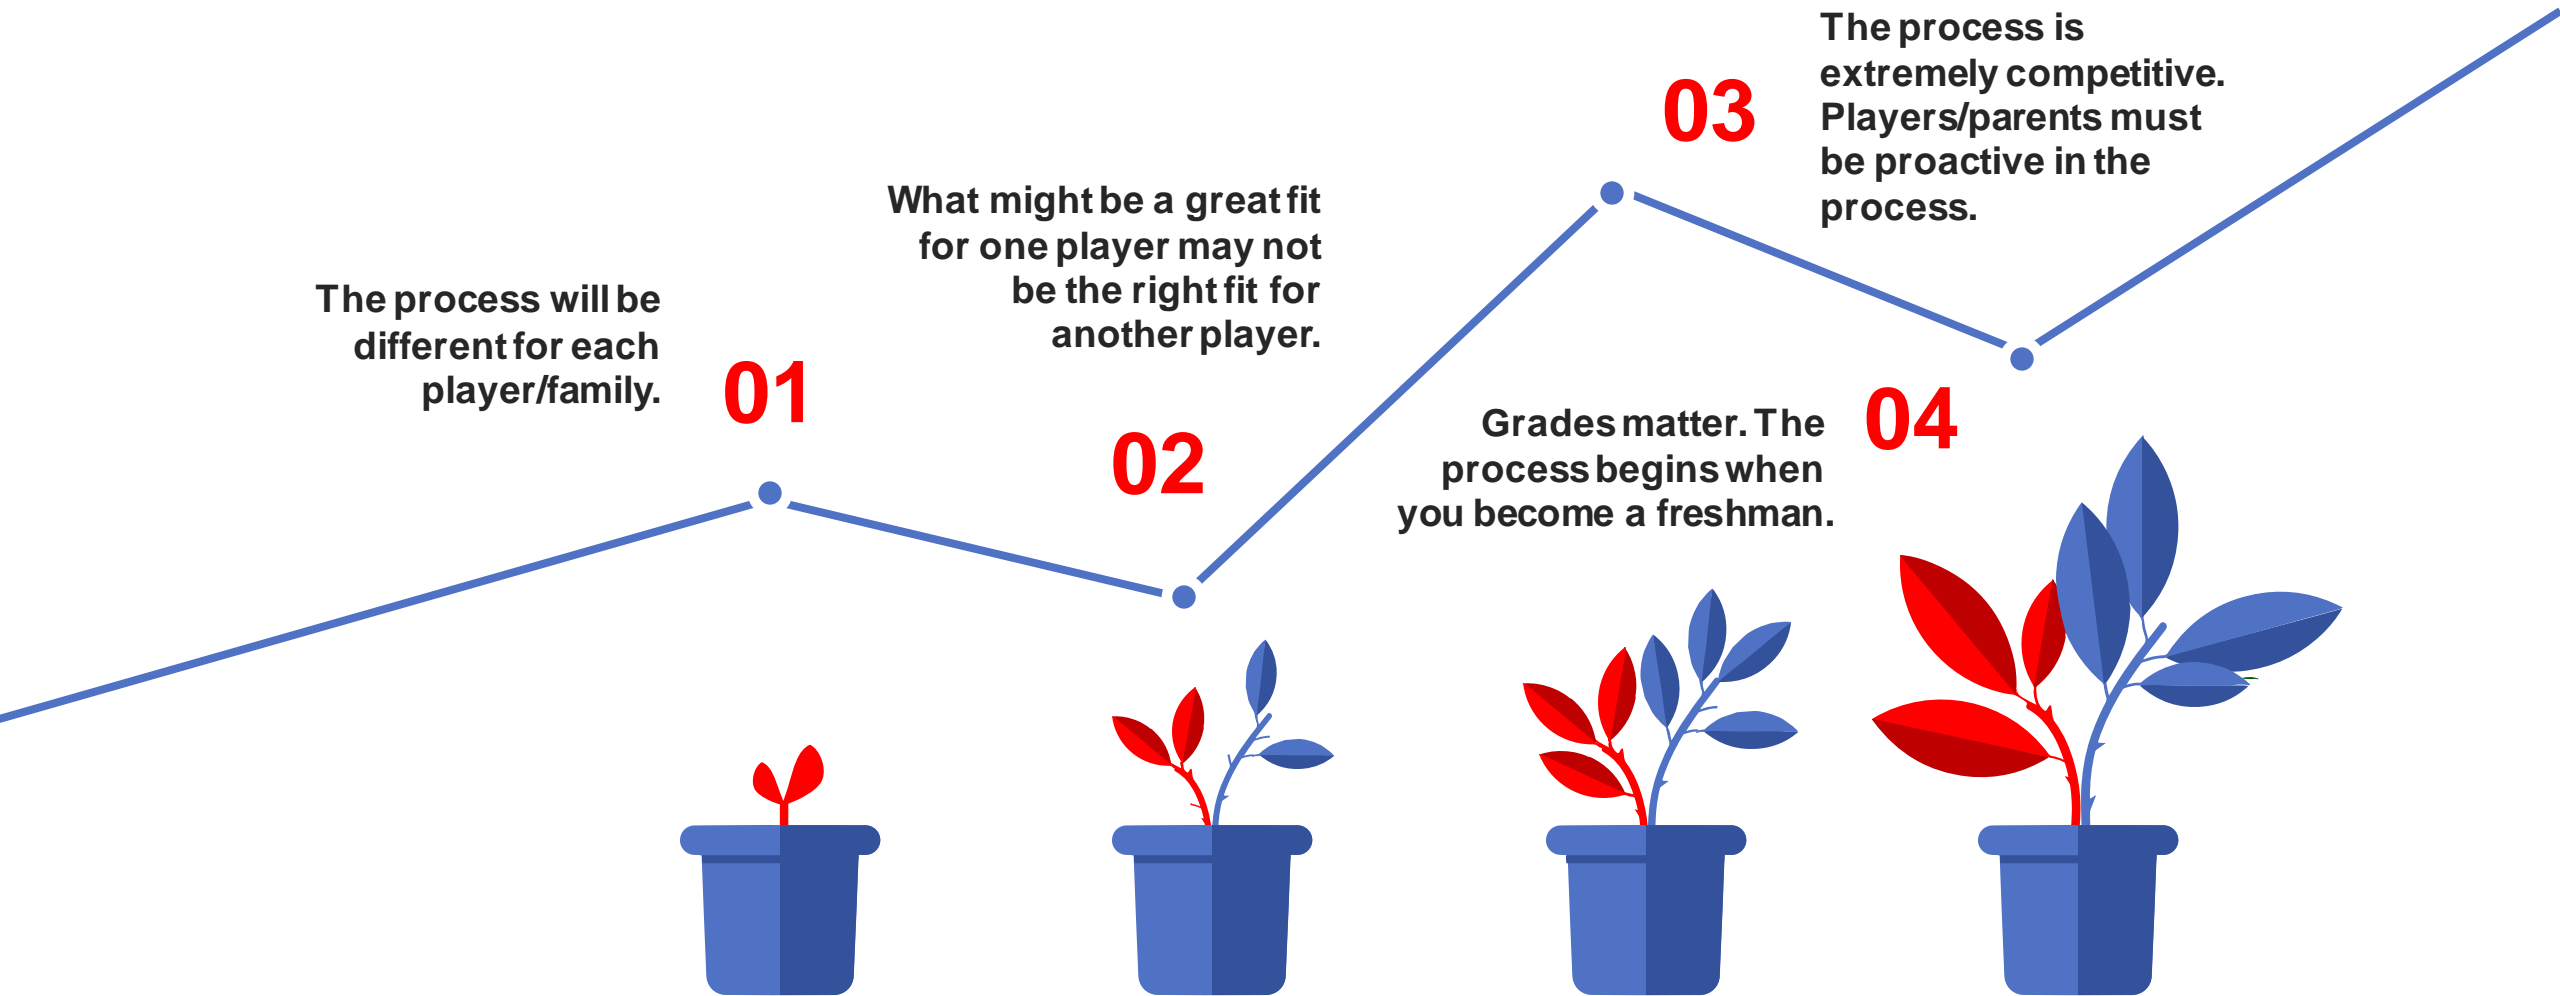 The process will be
different for each
player/family.
01
What might be a great fit
for one player may not
be the right fit for
another player.
02
03
The process is
extremely competitive.
Players/parents must
be proactive in the
process.
Grades matter. The
process begins when
you become a freshman.
04